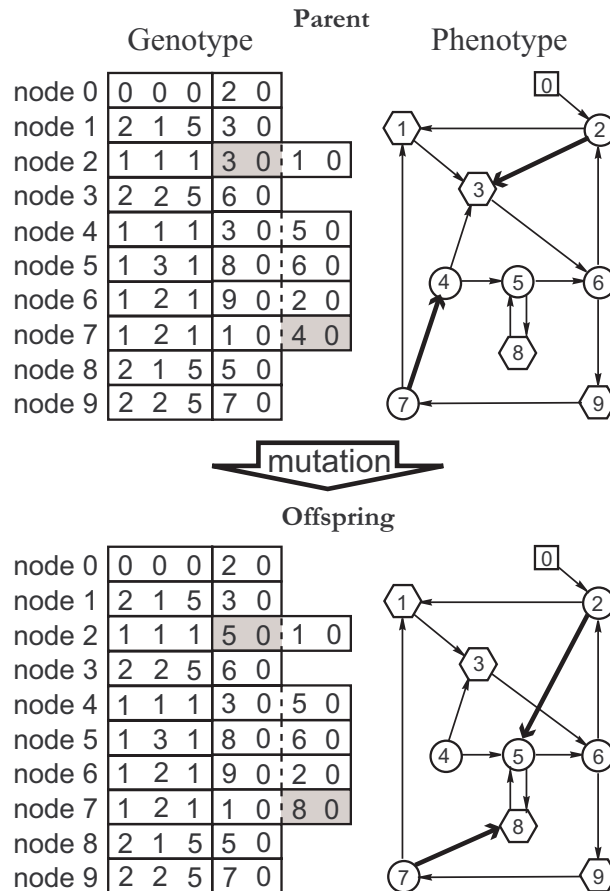 Parent
Genotype Phenotype
node 0 0 0 0 2 0
node 1 2 1 5 3 0
node 2 1 1 1 3 0 1 0
node 3 2 2 5 6 0
node 4 1 1 1 3 0 5 0
node 5 1 3 1 8 0 6 0
node 6 1 2 1 9 0 2 0
node 7 1 2 1 1 0 4 0
node 8 2 1 5 5 0
node 9 2 2 5 7 0
0
1 2
3
4 5 6
8
7 9
mutation
Offspring
node 0 0 0 0 2 0
node 1 2 1 5 3 0
node 2 1 1 1 5 0 1 0
node 3 2 2 5 6 0
node 4 1 1 1 3 0 5 0
node 5 1 3 1 8 0 6 0
node 6 1 2 1 9 0 2 0
node 7 1 2 1 1 0 8 0
node 8 2 1 5 5 0
node 9 2 2 5 7 0
0
1 2
3
4 5 6
8
7 9